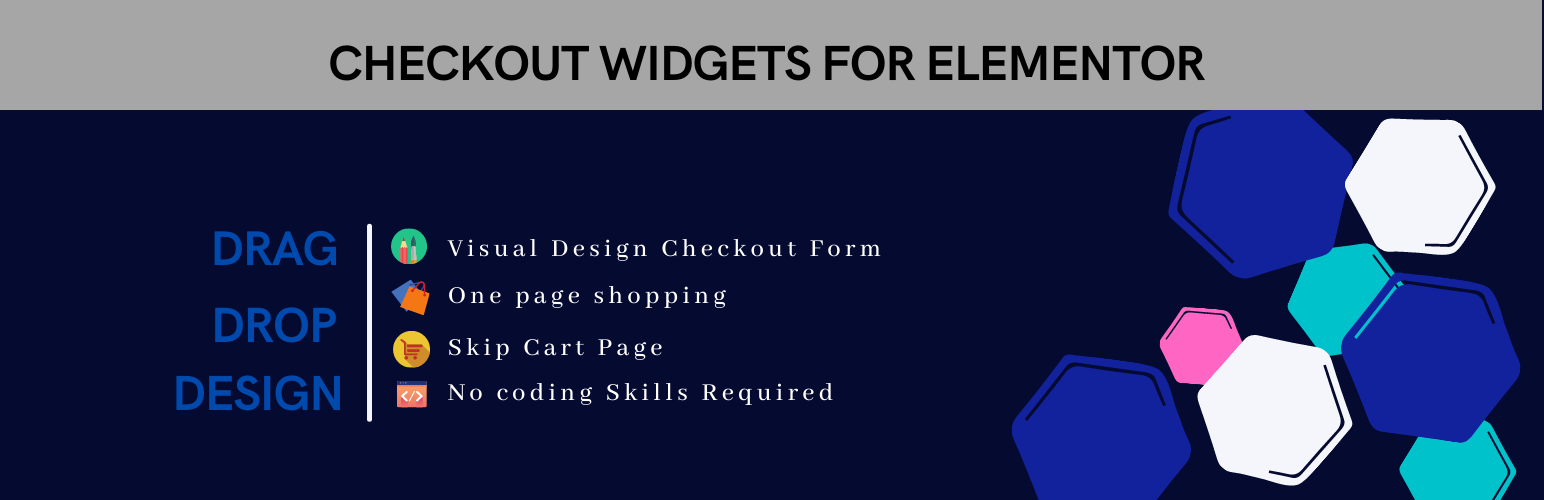 CHECKOUT WIDGETS FOR ELEMENTOR
DRAG
DROP
DESIGN
Visual Design Checkout Form
One page shopping
Skip Cart Page
</>
No coding Skills Required